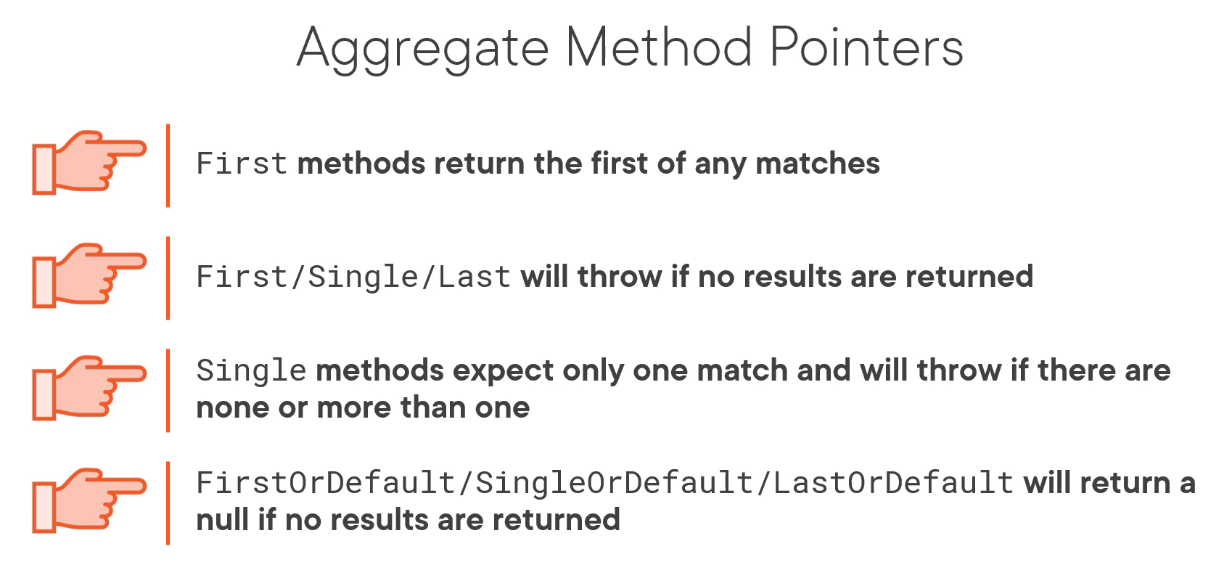 Aggregate Method Pointers
First methods return the first of any matches
First/Single/Last will throw if no results are returned
Single methods expect only one match and will throw if there are
none or more than one
FirstOrDefault/SingleOrDefault/LastOrDefault will return a
null if no results are returned